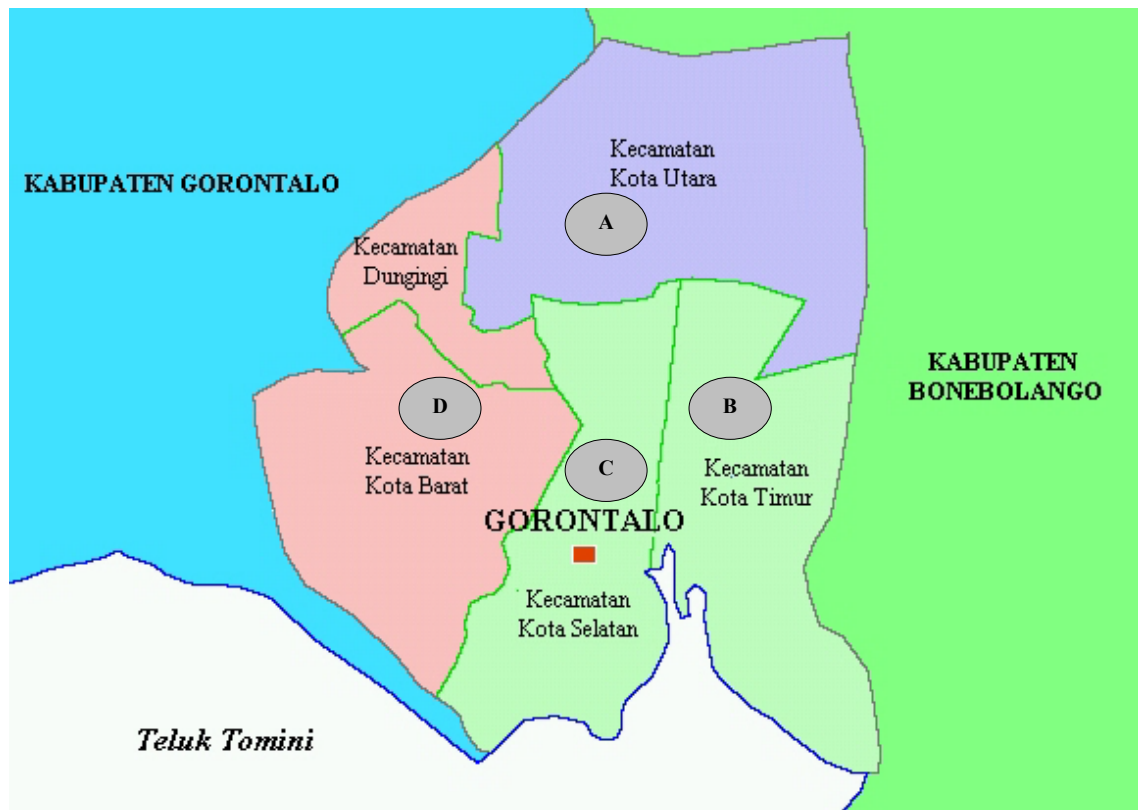 Kecamatan
Kota Utara
KABUPATEN GORONTALO
A
Kecamatan
Dungingi
KABUPATEN
BONEBOLANGO
D
B
Kecamatan
Kota Barat
C
Kecamatan
Kota Timur
GORONTALO
Kecamatan
Kota Selatan
Teluk Tomini